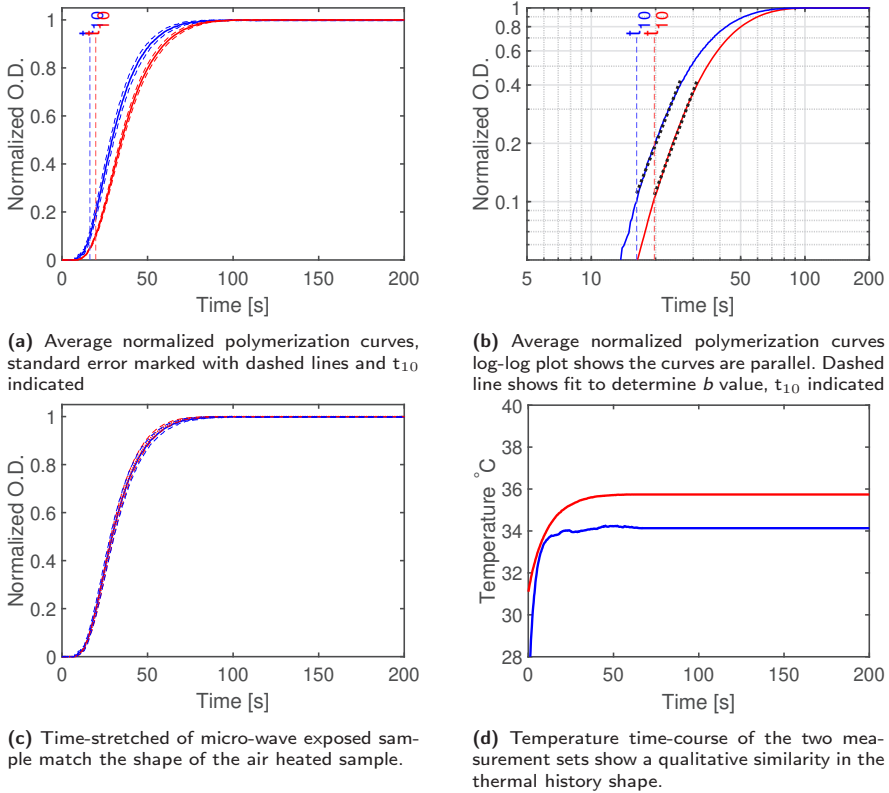 Normalized O.D.
1
0.8
0.6
0.4
0.2
0
t10
t10
0 50 100 150 200
Time [s]
Normalized O.D.
1
0.4
0.2
0.1
t10
t10
5 10 20 50 100 200
Time [s]
(a) Average normalized polymerization curves,
standard error marked with dashed lines and t10
indicated
(b) Average normalized polymerization curves
log-log plot shows the curves are parallel. Dashed
line shows fit to determine b value, t10 indicated
Normalized O.D.
1
0.8
0.6
0.4
0.2
0
0 50 100 150 200
Time [s]
Temperature °C
40
38
36
34
32
30
28
0 50 100 150 200
Time [s]
(c) Time-stretched of micro-wave exposed sam-
ple match the shape of the air heated sample.
(d) Temperature time-course of the two mea-
surement sets show a qualitative similarity in the
thermal history shape.